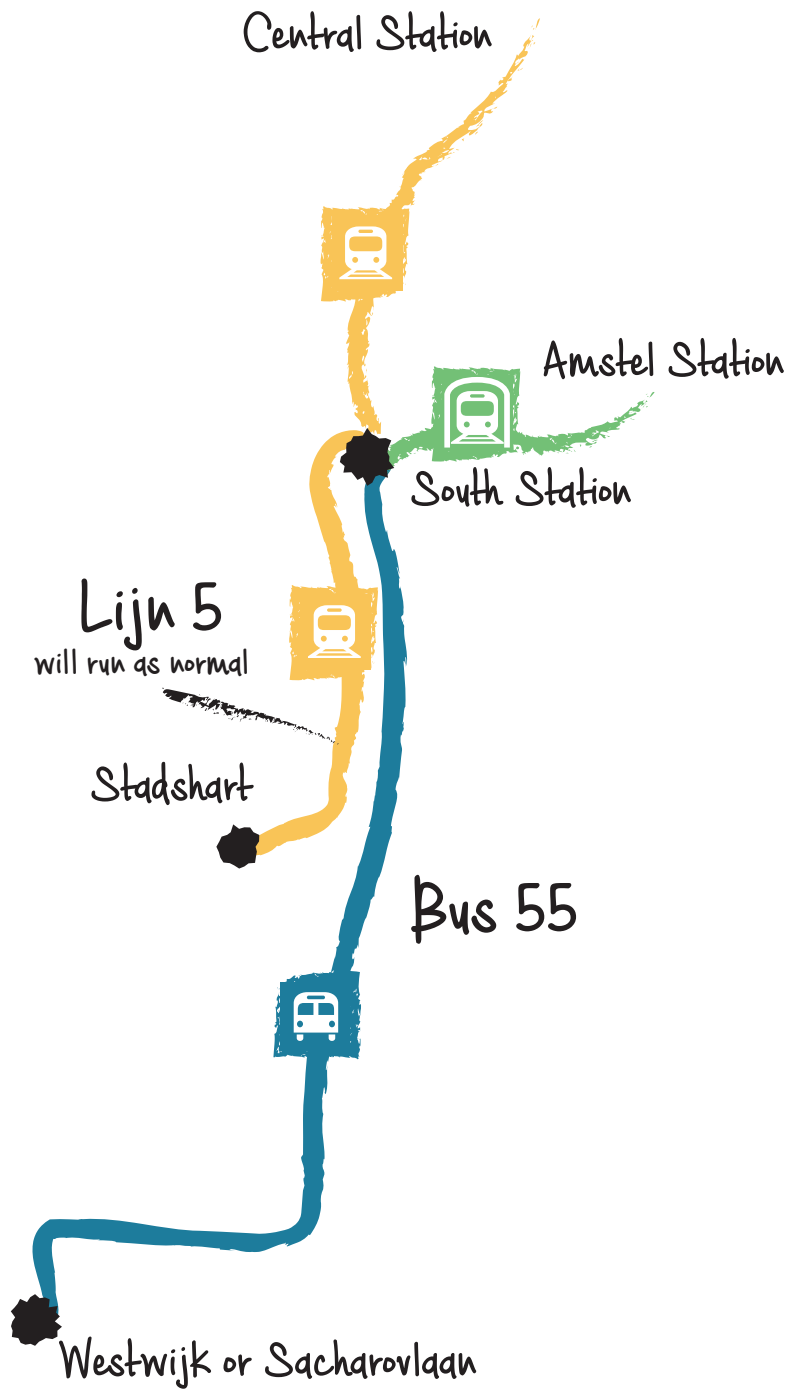 Central Station
Amstel Station
South Station
Lijn 5
will run as normal
Stadshart
Bus 55
Westwijk or Sacharovlaan